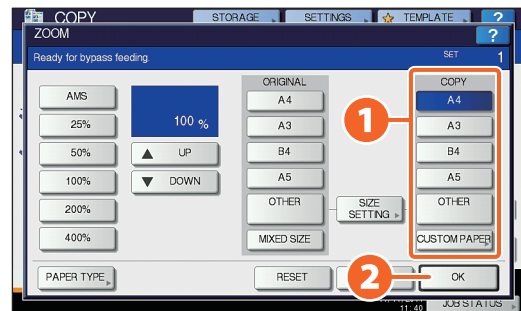 COPY STORAGE SETTINGS TEMPLATE ?
ZOOM ?
Ready for bypass feeding. SET 1
ORIGINAL COPY
AMS A4 A4
25% 100 % A3 1 A3
50% UP B4 B4
100% DOWN A5 A5
200% OTHER SIZE SETTING OTHER
400% MIXED SIZE CUSTOM PAPER
PAPER TYPE RESET 2 OK
11:40 JOB STATUS